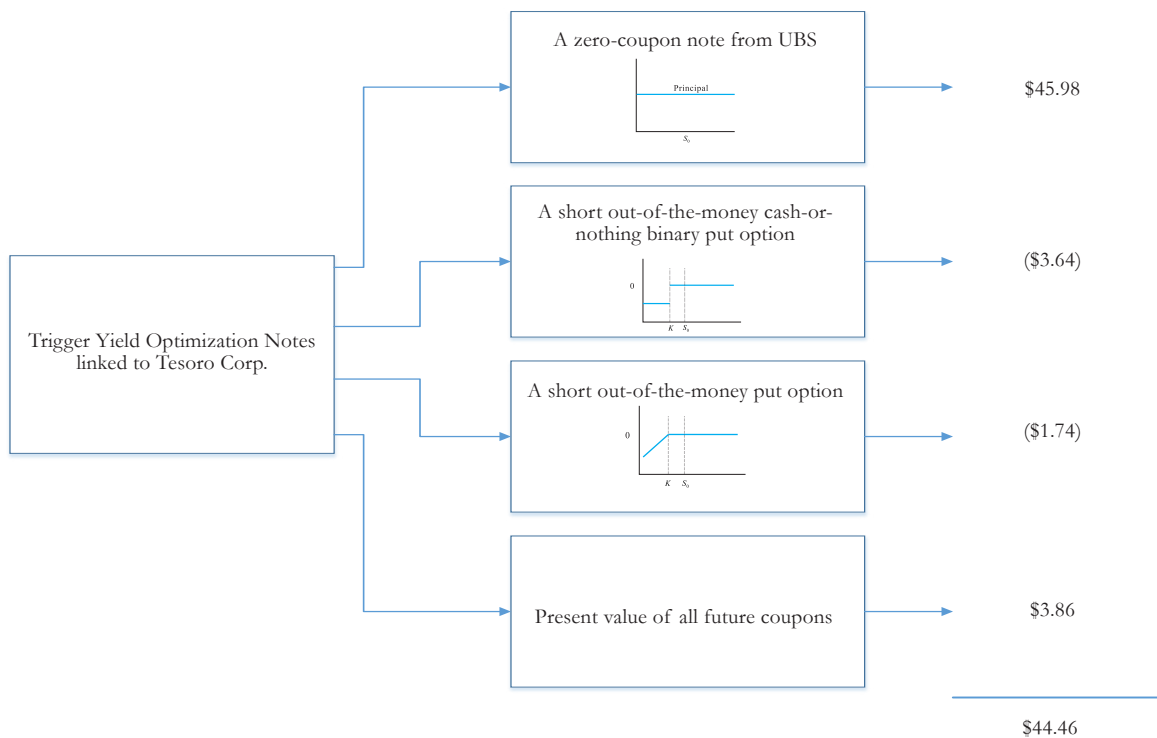 A zero-coupon note from UBS
Principal
S₀
$45.98
A short out-of-the-money cash-or-
nothing binary put option
0
K S₀
($3.64)
Trigger Yield Optimization Notes
linked to Tesoro Corp.
A short out-of-the-money put option
0
K S₀
($1.74)
Present value of all future coupons
$3.86
$44.46